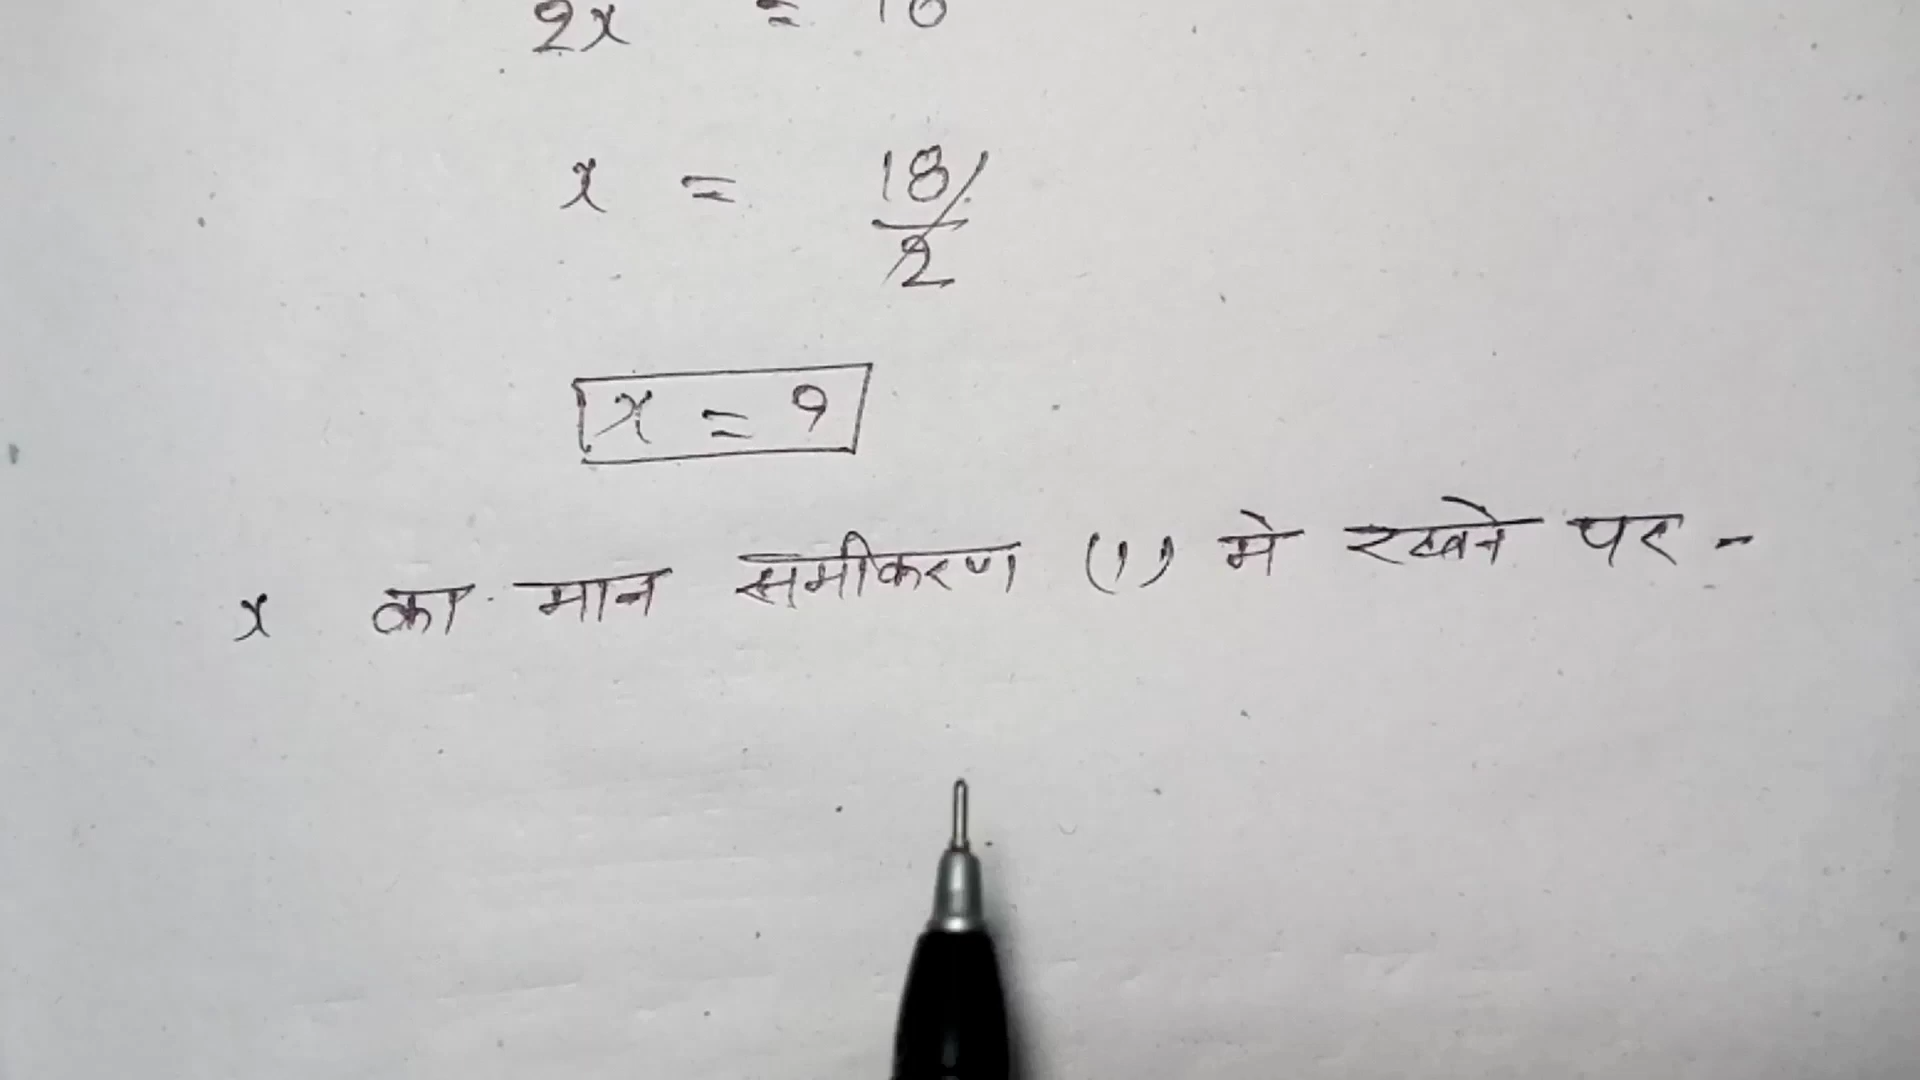 2x = 18
x = 18/2
x = 9
x का मान समीकरण (1) मे रखने पर -